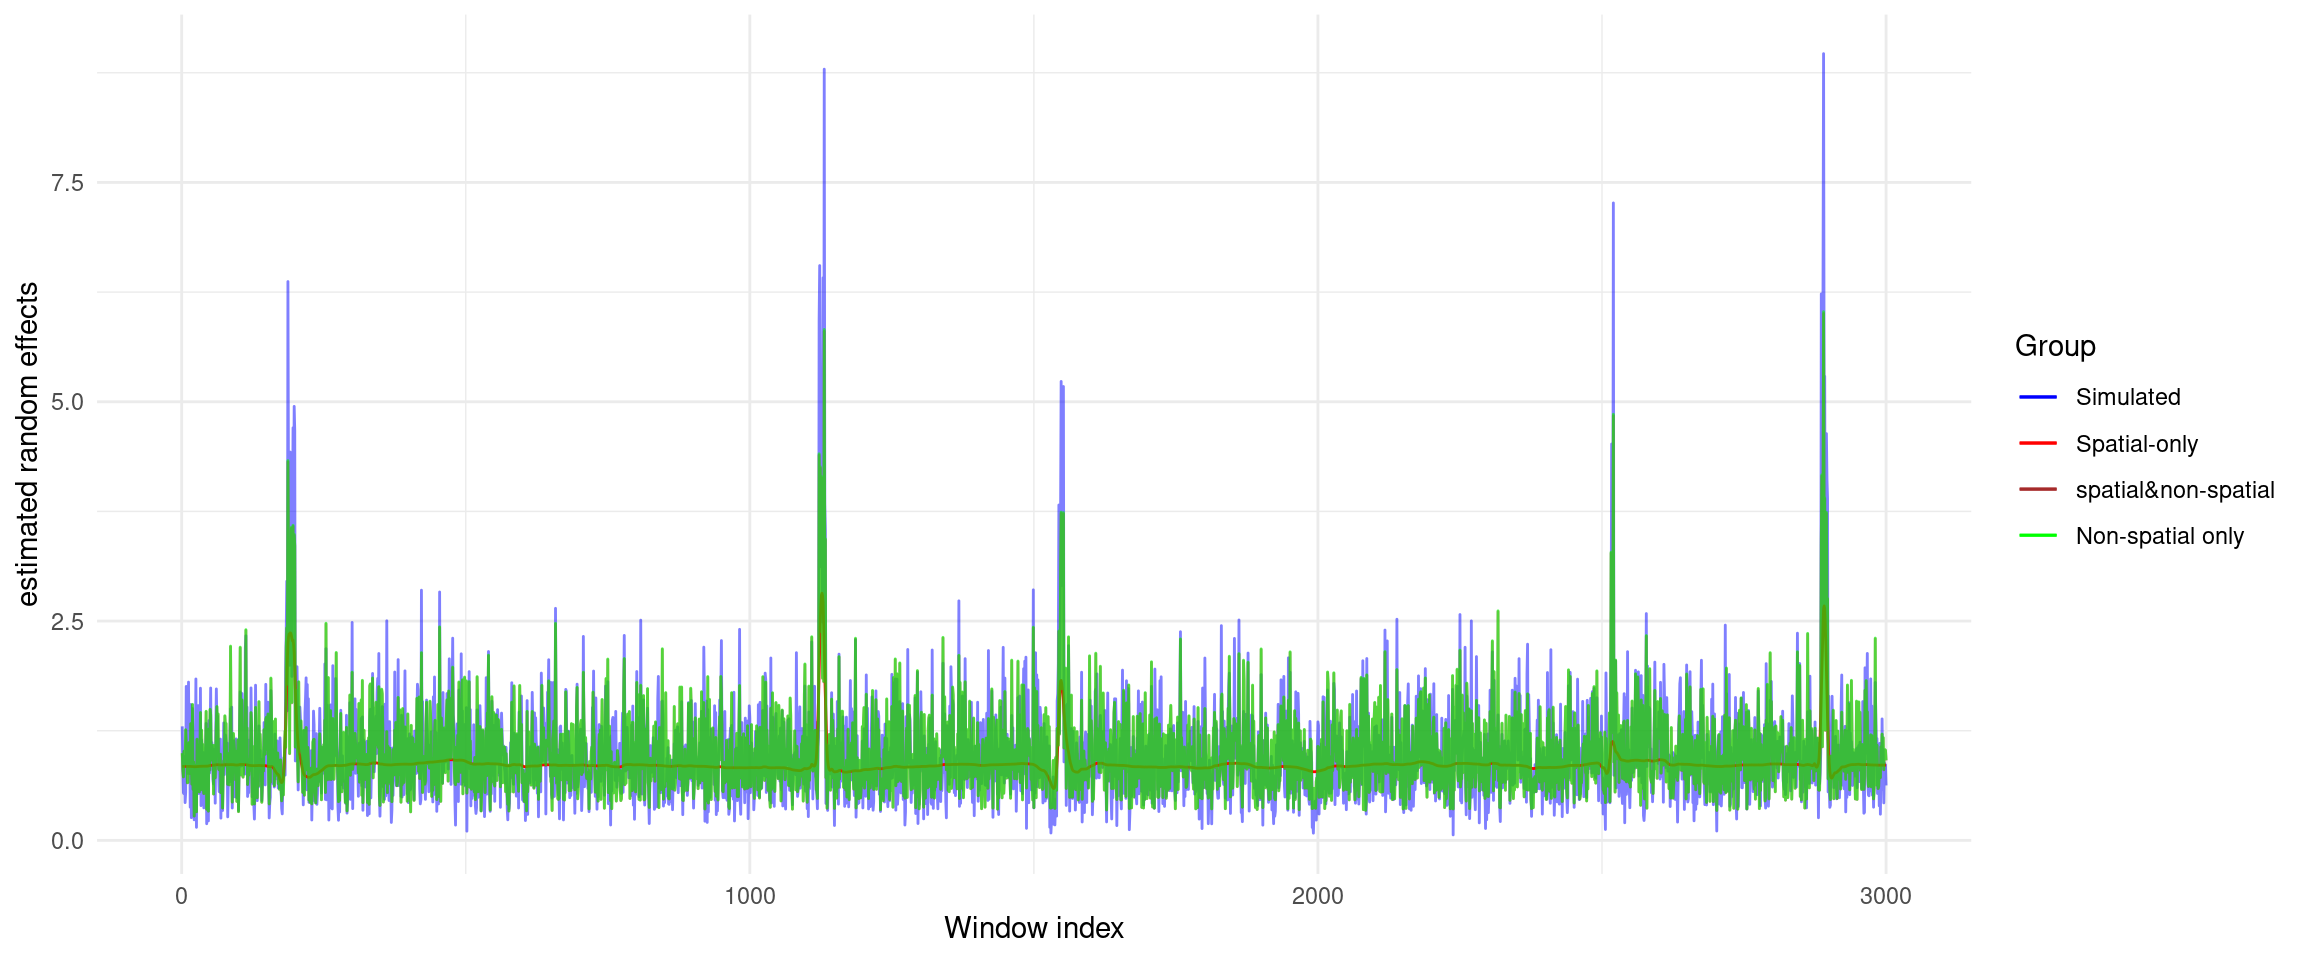 estimated random effects
7.5
5.0
2.5
0.0
0
1000
2000
3000
Window index
Group
Simulated
Spatial-only
spatial&non-spatial
Non-spatial only